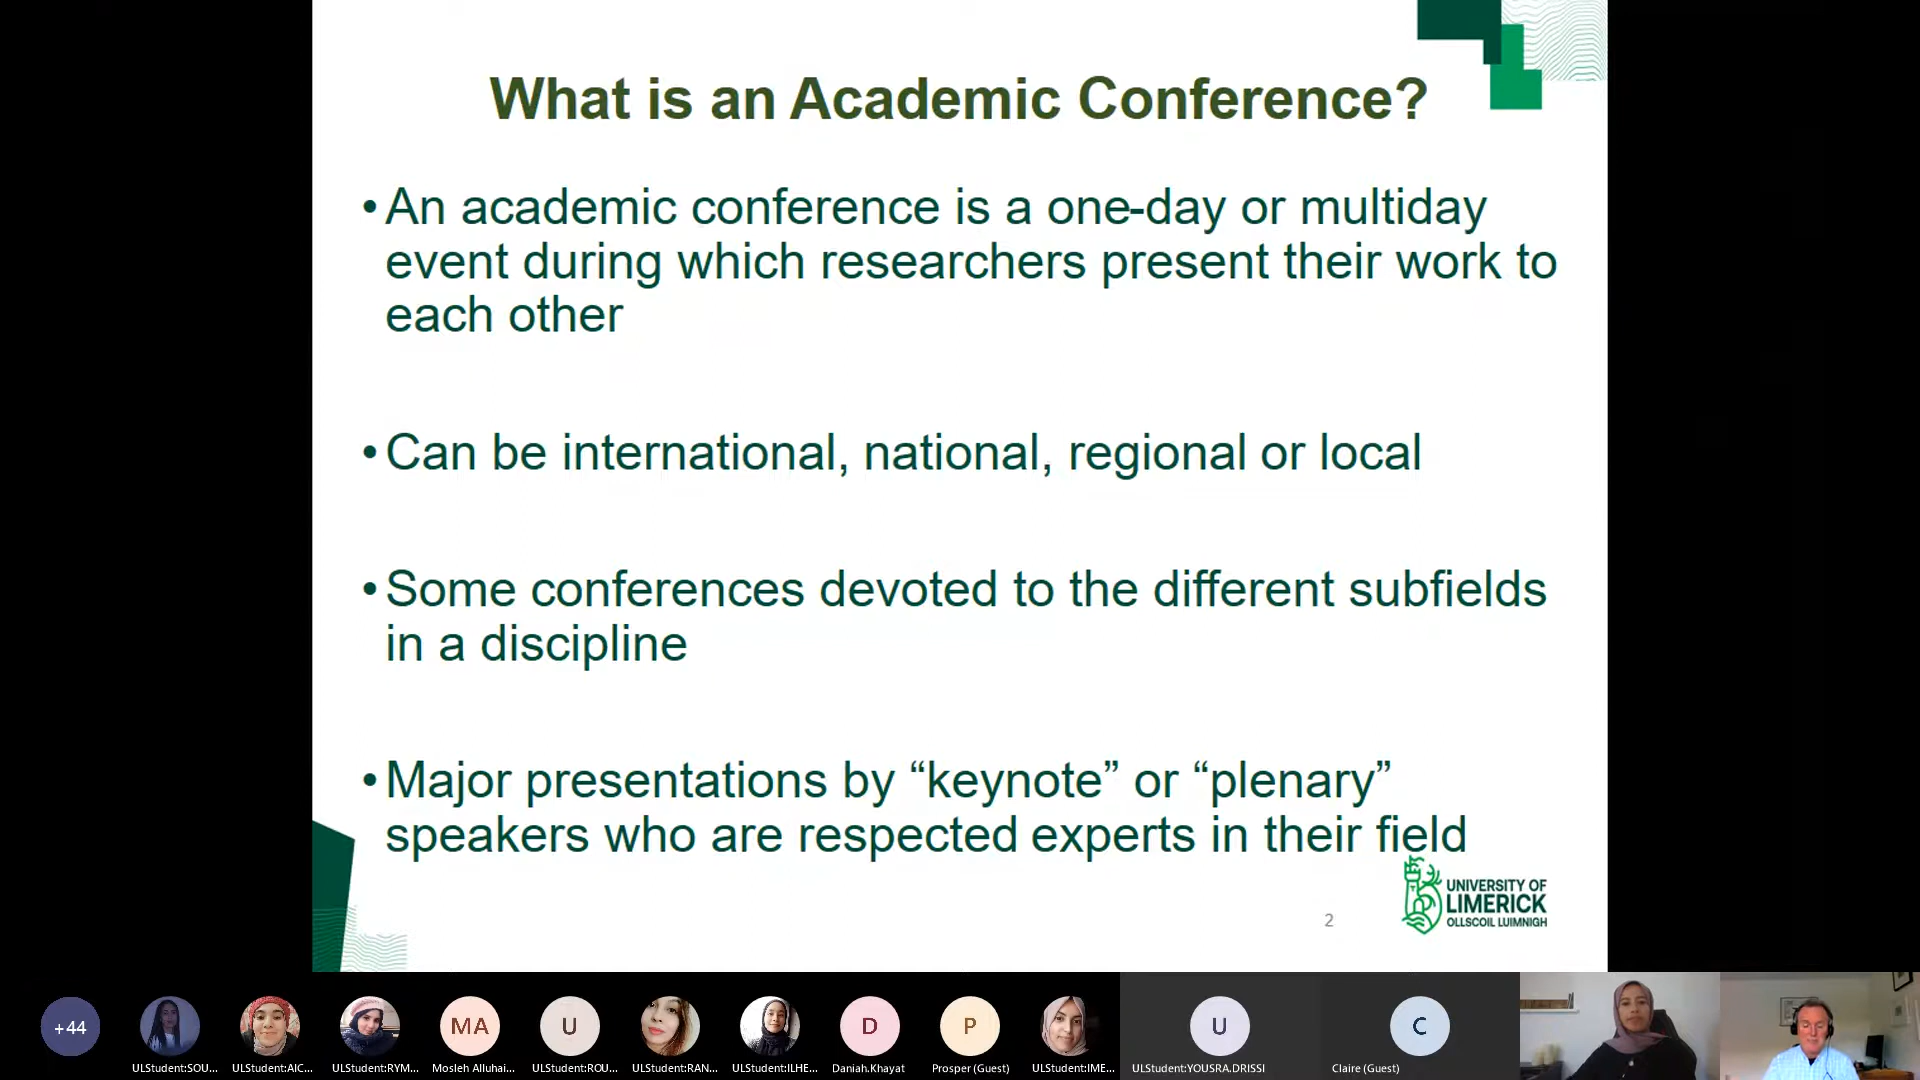 What is an Academic Conference?
•An academic conference is a one-day or multiday
event during which researchers present their work to
each other
•Can be international, national, regional or local
•Some conferences devoted to the different subfields
in a discipline
•Major presentations by “keynote” or “plenary”
speakers who are respected experts in their field
2
UNIVERSITY OF
LIMERICK
OLLSCOIL LUIMNIGH
+44
MA
U
D
P
U
C
ULStudent:SOU...
ULStudent:AIC...
ULStudent:RYM...
Mosleh Alluhai...
ULStudent:ROU...
ULStudent:RAN...
ULStudent:ILHE...
Daniah.Khayat
Prosper (Guest)
ULStudent:IME...
ULStudent:YOUSRA.DRISSI
Claire (Guest)